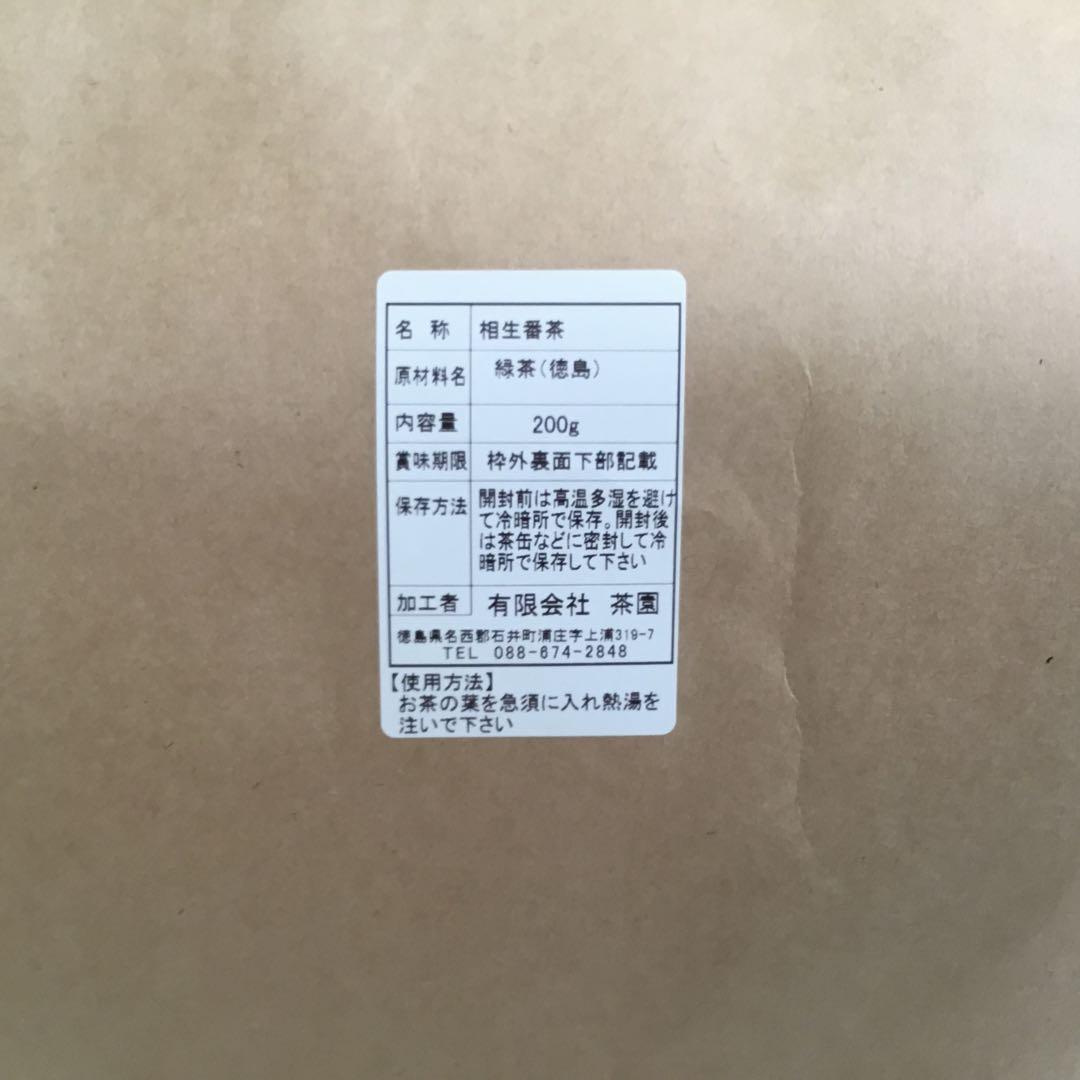 名 称 相生番茶
原材料名 緑茶(徳島)
内容量 200g
賞味期限 枠外裏面下部記載
保存方法 開封前は高温多湿を避け
て冷暗所で保存。開封後
は茶缶などに密封して冷
暗所で保存して下さい
加工者 有限会社 茶園
徳島県名西郡石井町浦庄字上浦319-7
TEL 088-674-2848
【使用方法】
お茶の葉を急須に入れ熱湯を
注いで下さい